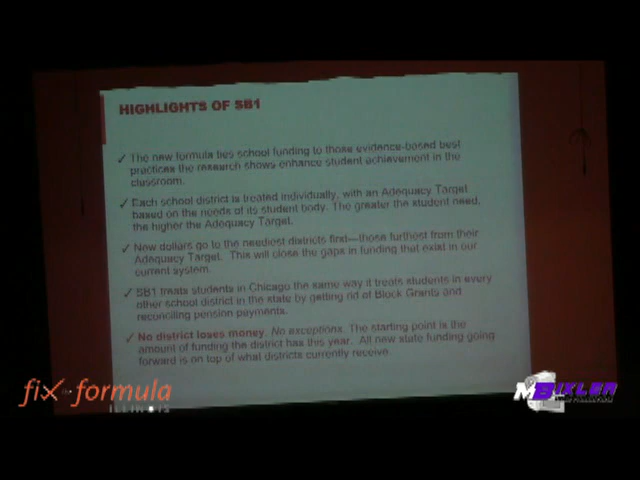 HIGHLIGHTS OF SB1
✓ The new formula ties school funding to those evidence-based best
practices the research shows enhance student achievement in the
classroom.
✓ Each school district is treated individually, with an Adequacy Target
based on the needs of its student body. The greater the student need,
the higher the Adequacy Target.
✓ New dollars go to the neediest districts first—those furthest from their
Adequacy Target. This will close the gaps in funding that exist in our
current system.
✓ SB1 treats students in Chicago the same way it treats students in every
other school district in the state by getting rid of Block Grants and
reconciling pension payments.
✓ No district loses money. No exceptions. The starting point is the
amount of funding the district has this year. All new state funding going
forward is on top of what districts currently receive.
fix formula
ILLINOIS
MBIKLEN